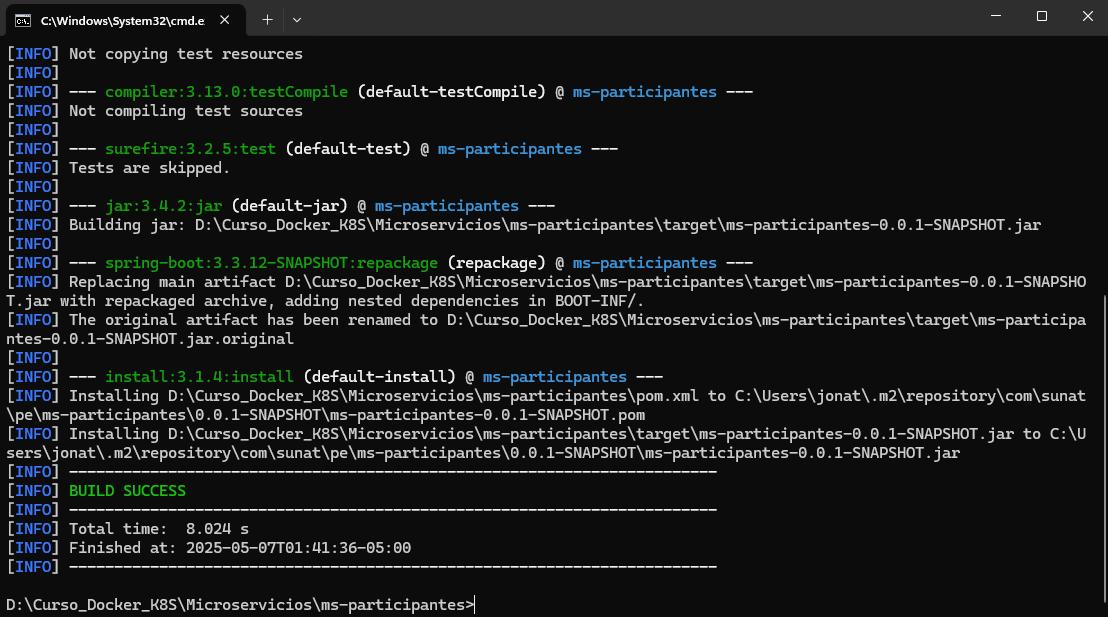 C:\Windows\System32\cmd.e
[INFO] Not copying test resources
[INFO]
[INFO] --- compiler:3.13.0:testCompile (default-testCompile) @ ms-participantes ---
[INFO] Not compiling test sources
[INFO]
[INFO] --- surefire:3.2.5:test (default-test) @ ms-participantes ---
[INFO] Tests are skipped.
[INFO]
[INFO] --- jar:3.4.2:jar (default-jar) @ ms-participantes ---
[INFO] Building jar: D:\Curso_Docker_K8S\Microservicios\ms-participantes\target\ms-participantes-0.0.1-SNAPSHOT.jar
[INFO]
[INFO] --- spring-boot:3.3.12-SNAPSHOT:repackage (repackage) @ ms-participantes ---
[INFO] Replacing main artifact D:\Curso_Docker_K8S\Microservicios\ms-participantes\target\ms-participantes-0.0.1-SNAPSHO
T.jar with repackaged archive, adding nested dependencies in BOOT-INF/.
[INFO] The original artifact has been renamed to D:\Curso_Docker_K8S\Microservicios\ms-participantes\target\ms-participa
ntes-0.0.1-SNAPSHOT.jar.original
[INFO]
[INFO] --- install:3.1.4:install (default-install) @ ms-participantes ---
[INFO] Installing D:\Curso_Docker_K8S\Microservicios\ms-participantes\pom.xml to C:\Users\jonat\.m2\repository\com\sunat
\pe\ms-participantes\0.0.1-SNAPSHOT\ms-participantes-0.0.1-SNAPSHOT.pom
[INFO] Installing D:\Curso_Docker_K8S\Microservicios\ms-participantes\target\ms-participantes-0.0.1-SNAPSHOT.jar to C:\U
sers\jonat\.m2\repository\com\sunat\pe\ms-participantes\0.0.1-SNAPSHOT\ms-participantes-0.0.1-SNAPSHOT.jar
[INFO] ------------------------------------------------------------------------
[INFO] BUILD SUCCESS
[INFO] ------------------------------------------------------------------------
[INFO] Total time:  8.024 s
[INFO] Finished at: 2025-05-07T01:41:36-05:00
[INFO] ------------------------------------------------------------------------
D:\Curso_Docker_K8S\Microservicios\ms-participantes>